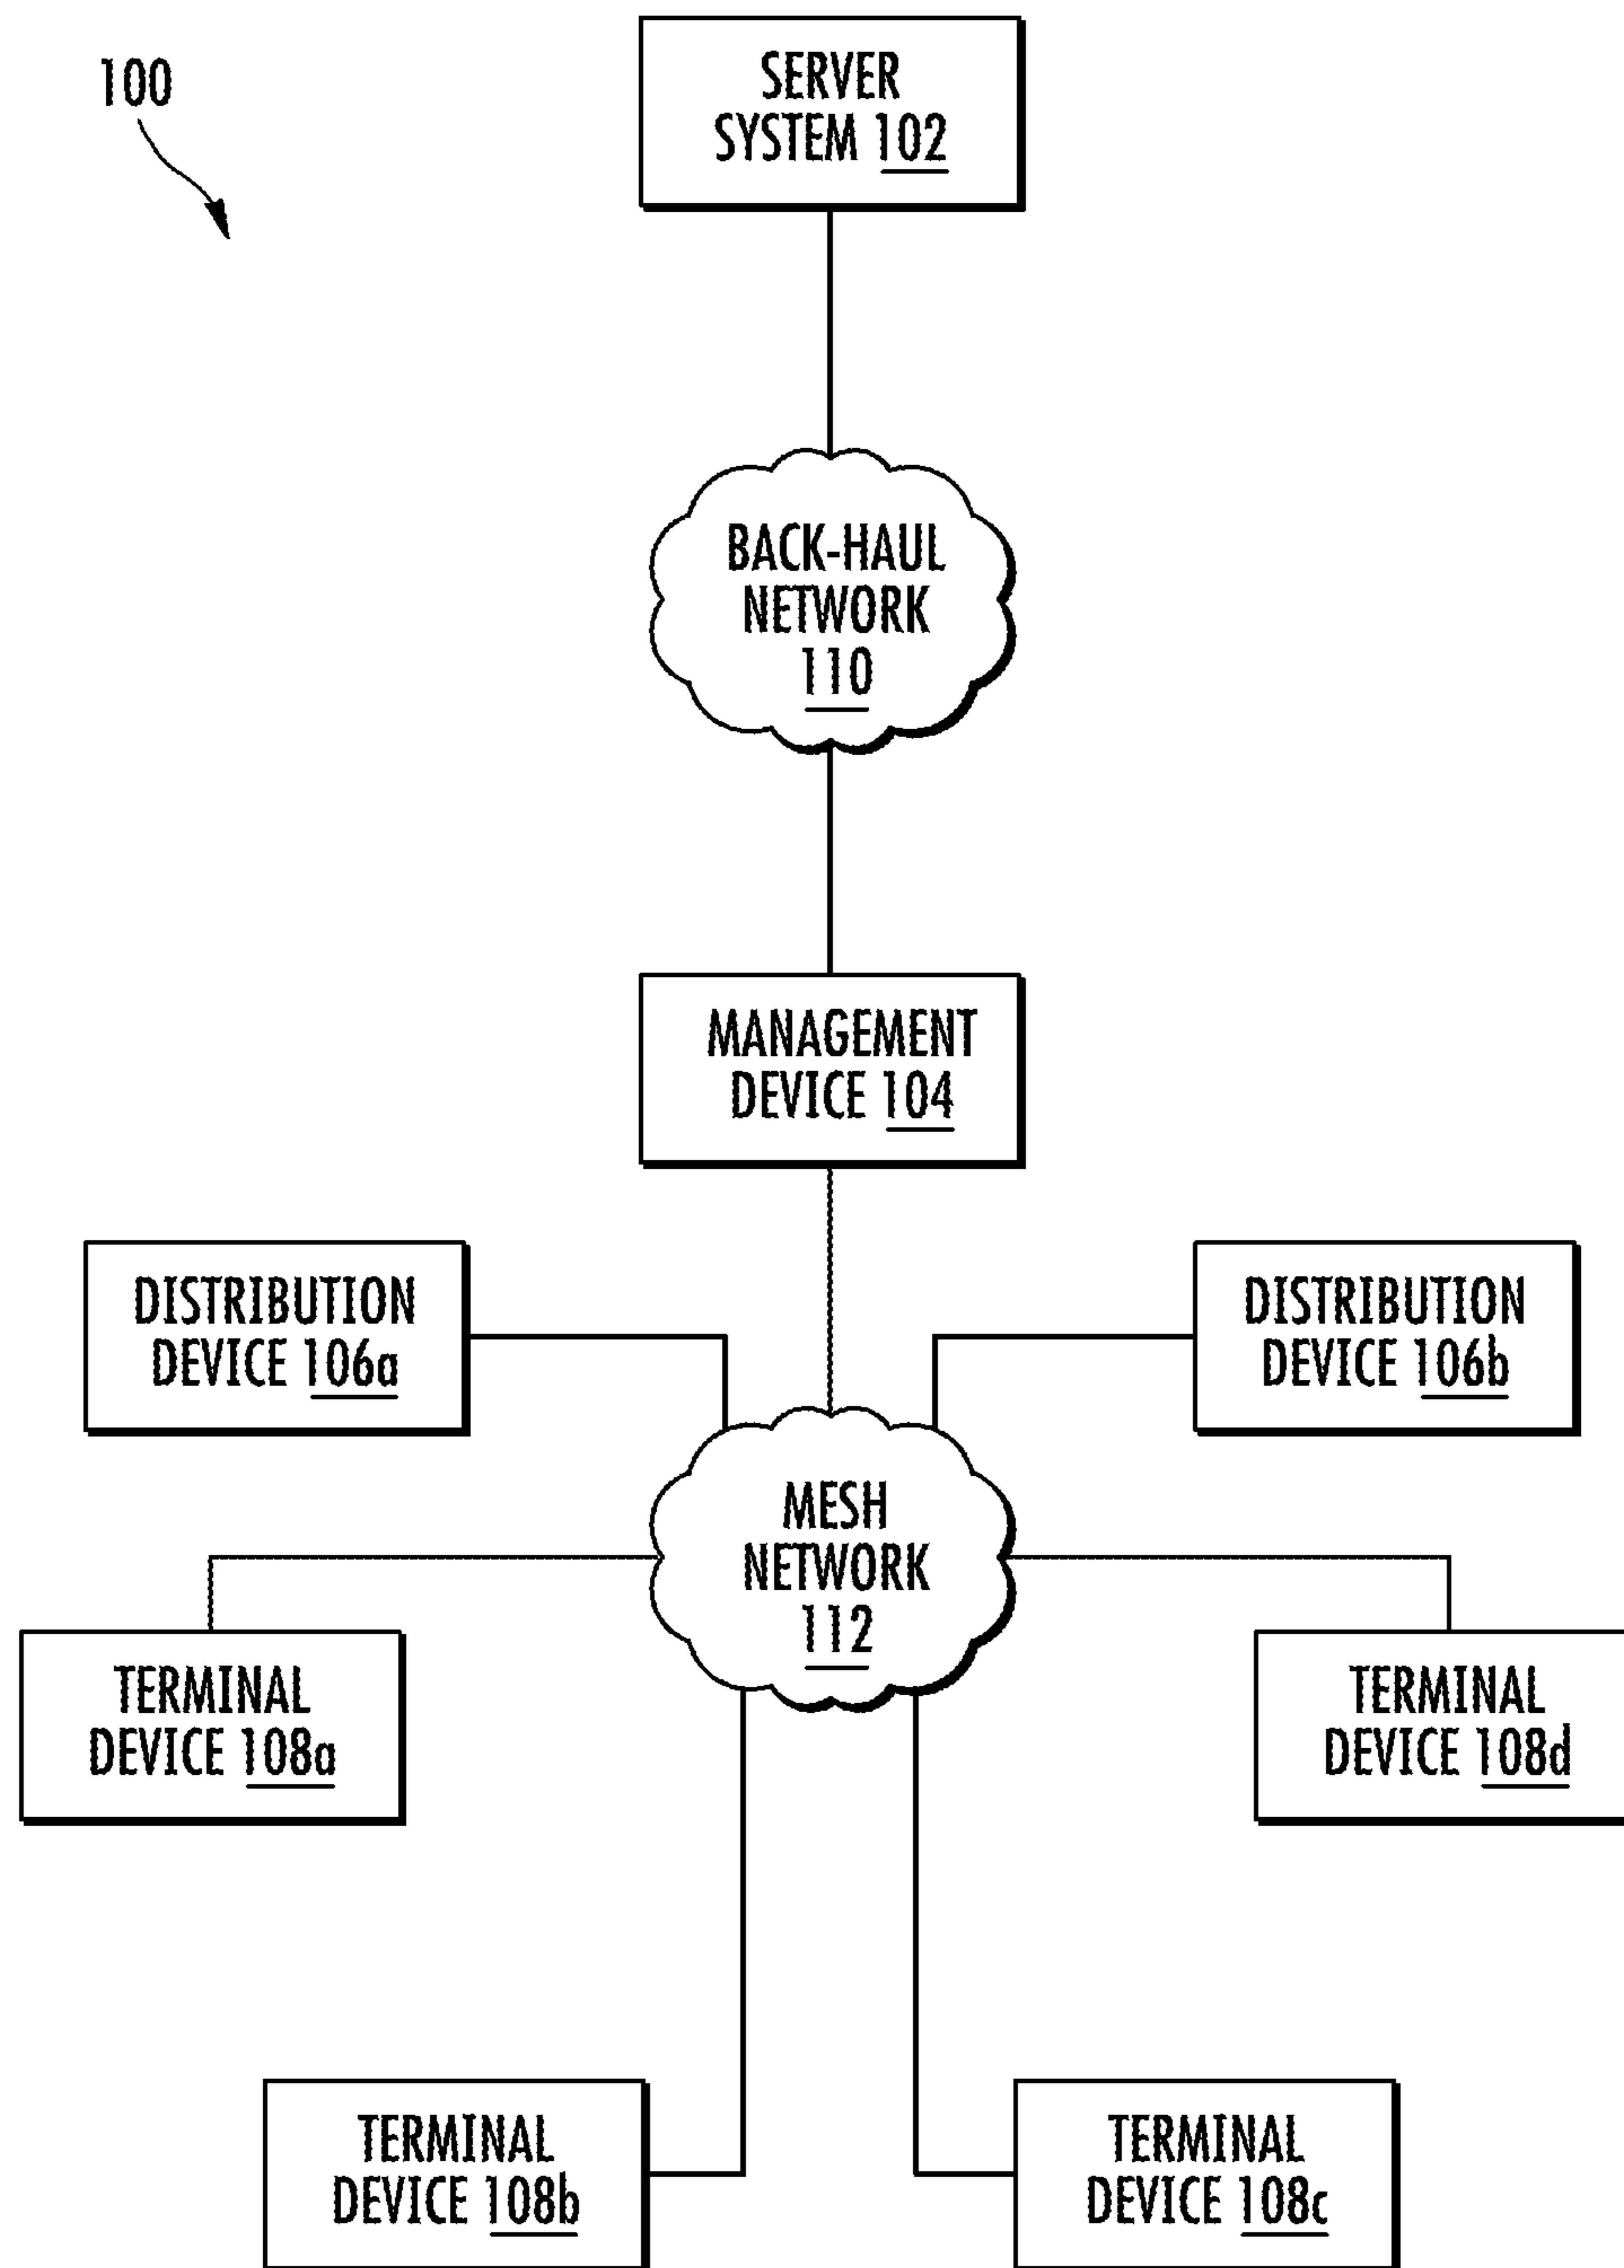 100
SERVER
SYSTEM 102
BACK-HAUL
NETWORK
110
MANAGEMENT
DEVICE 104
DISTRIBUTION
DEVICE 106a
DISTRIBUTION
DEVICE 106b
MESH
NETWORK
112
TERMINAL
DEVICE 108a
TERMINAL
DEVICE 108d
TERMINAL
DEVICE 108b
TERMINAL
DEVICE 108c